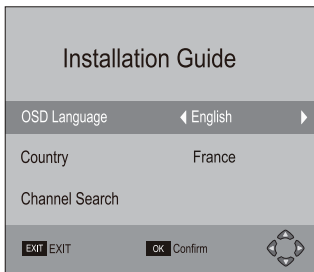 Installation Guide
OSD Language English
Country France
Channel Search
EXIT EXIT OK Confirm